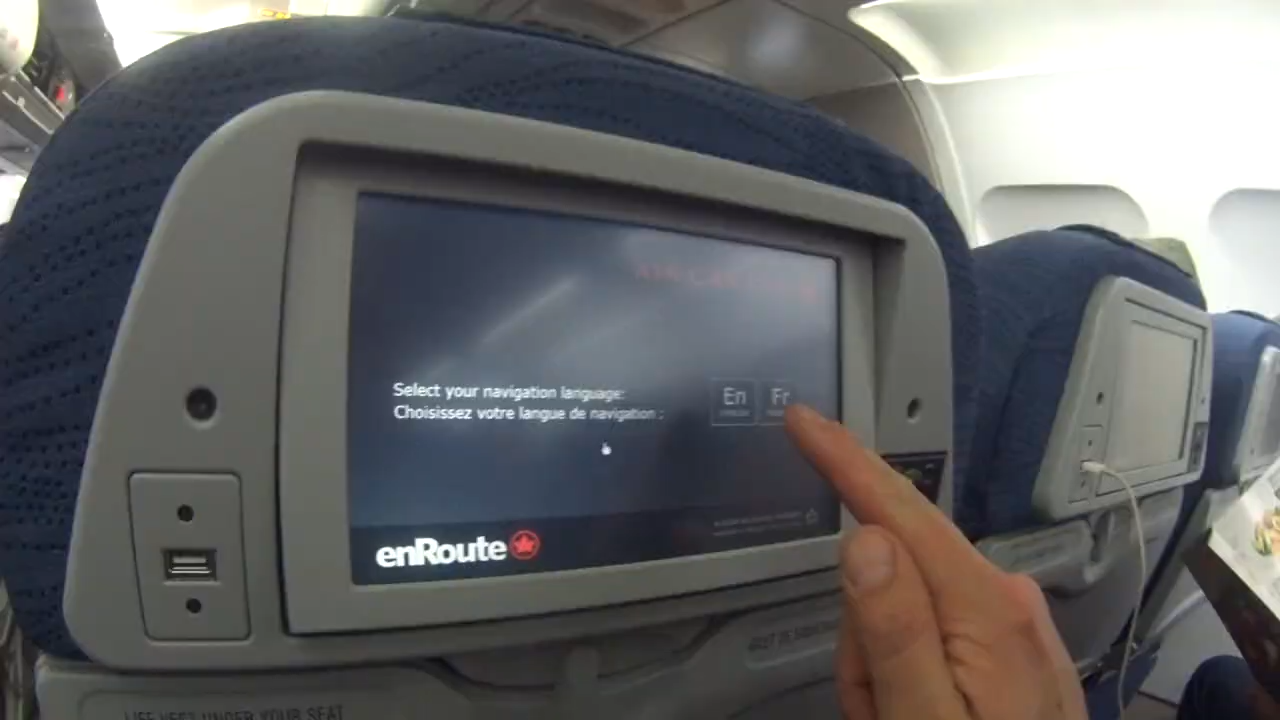 Select your navigation language:
Choisissez votre langue de navigation :
En
Fr
enRoute
LIFE VEST UNDER YOUR SEAT